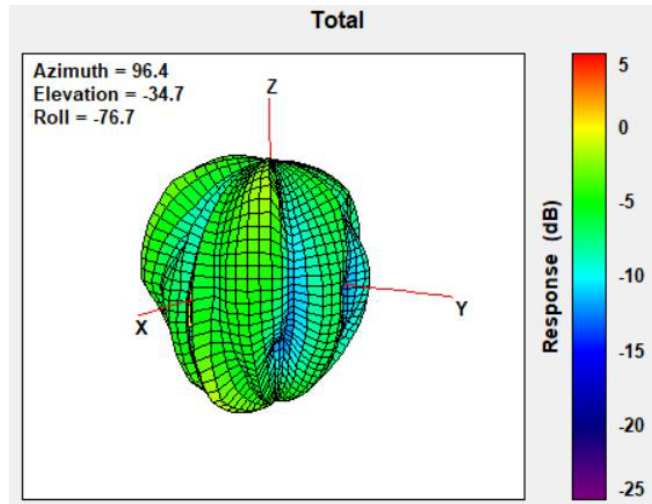 Total
Azimuth = 96.4
Elevation = -34.7
Roll = -76.7
Z
X
Y
Response (dB)
5
0
-5
-10
-15
-20
-25